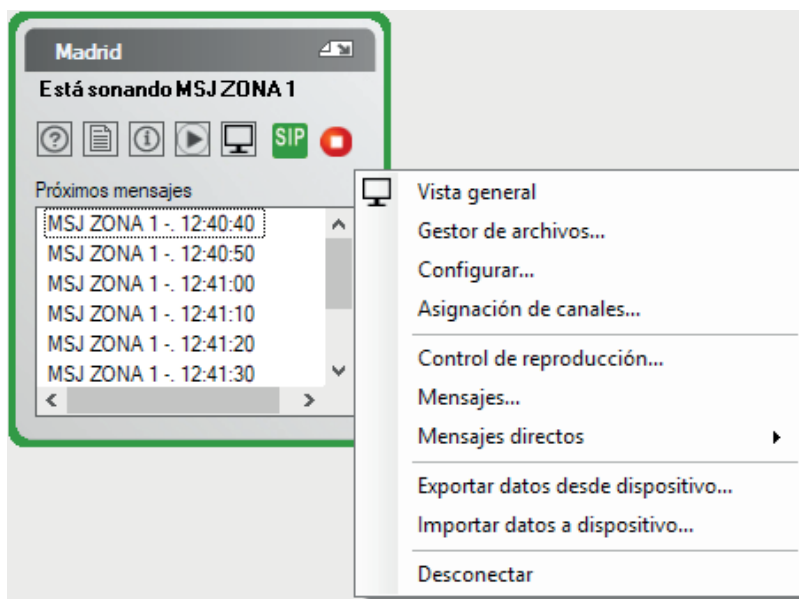 Madrid
Está sonando MSJ ZONA 1
SIP
Próximos mensajes
MSJ ZONA 1 -. 12:40:40
MSJ ZONA 1 -. 12:40:50
MSJ ZONA 1 -. 12:41:00
MSJ ZONA 1 -. 12:41:10
MSJ ZONA 1 -. 12:41:20
MSJ ZONA 1 -. 12:41:30
Vista general
Gestor de archivos...
Configurar...
Asignación de canales...
Control de reproducción...
Mensajes...
Mensajes directos
Exportar datos desde dispositivo...
Importar datos a dispositivo...
Desconectar